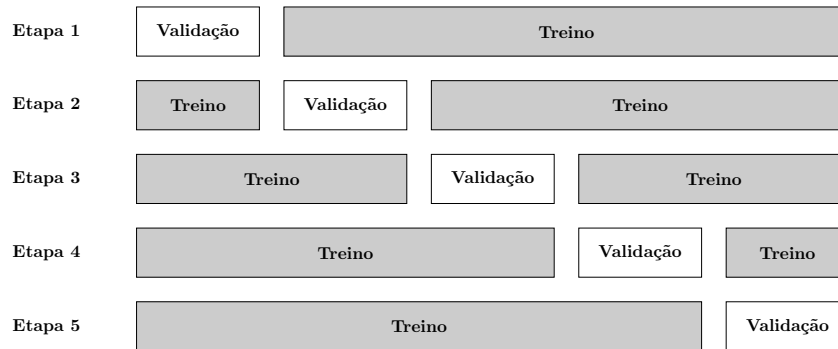 Etapa 1 Validação Treino
Etapa 2 Treino Validação Treino
Etapa 3 Treino Validação Treino
Etapa 4 Treino Validação Treino
Etapa 5 Treino Validação